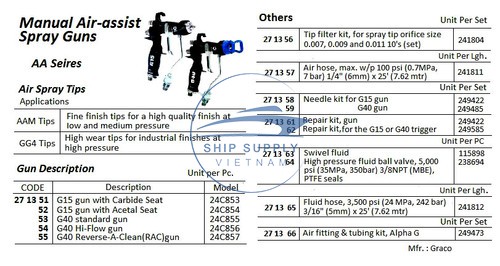 Manual Air-assist
Spray Guns
AA Seires
Air Spray Tips
Applications
AAM Tips Fine finish tips for a high quality finish at
low and medium pressure
GG4 Tips High wear tips for industrial finishes at
high pressure
Gun Description
Unit per Pc.
CODE Description Model
27 13 51 G15 gun with Carbide Seat 24C853
52 G15 gun with Acetal Seat 24C854
53 G40 standard gun 24C855
54 G40 Hi-Flow gun 24C856
55 G40 Reverse-A-Clean(RAC)gun 24C857
Others
Unit Per Set
27 13 56 Tip filter kit, for spray tip orifice size 241804
0.007, 0.009 and 0.011 10's (set)
Unit Per Lgh.
27 13 57 Air hose, max. w/p 100 psi (0.7MPa, 241811
7 bar) 1/4" (6mm) x 25' (7.62 mtr)
Unit Per Set
27 13 58 Needle kit for G15 gun 249422
59 G40 gun 249485
27 13 61 Repair kit, gun 249422
62 Repair kit,for the G15 or G40 trigger 249585
Unit Per PC
27 13 63 Swivel fluid 115898
64 High pressure fluid ball valve, 5,000 238694
psi (35MPa, 350bar) 3/8NPT (MBE),
PTFE seals
Unit Per Lgh.
27 13 65 Fluid hose, 3,500 psi (24 MPa, 242 bar) 241812
3/16" (5mm) x 25' (7.62 mtr)
Unit Per Set
27 13 66 Air fitting & tubing kit, Alpha G 249473
Mfr. : Graco
SHIP SUPPLY
VIETNAM